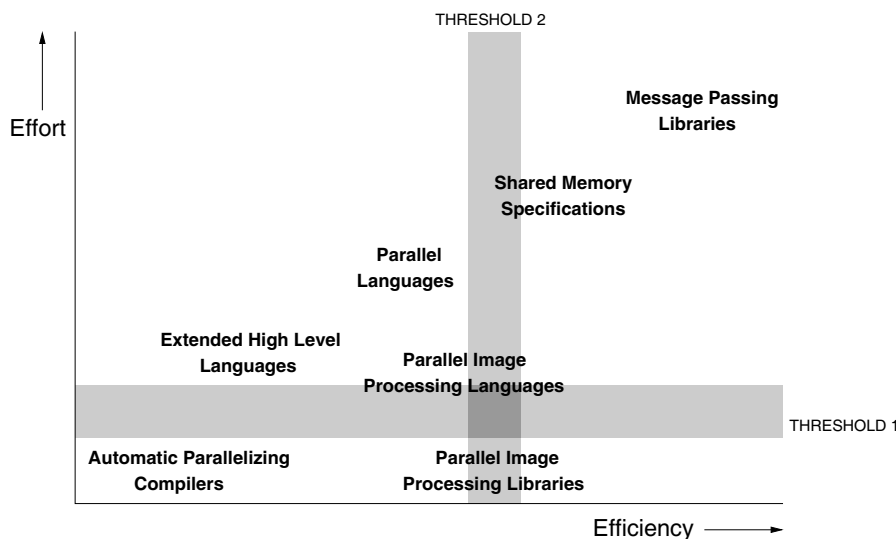 THRESHOLD 2
Effort
Message Passing
Libraries
Shared Memory
Specifications
Parallel
Languages
Extended High Level
Languages
Parallel Image
Processing Languages
THRESHOLD 1
Automatic Parallelizing
Compilers
Parallel Image
Processing Libraries
Efficiency